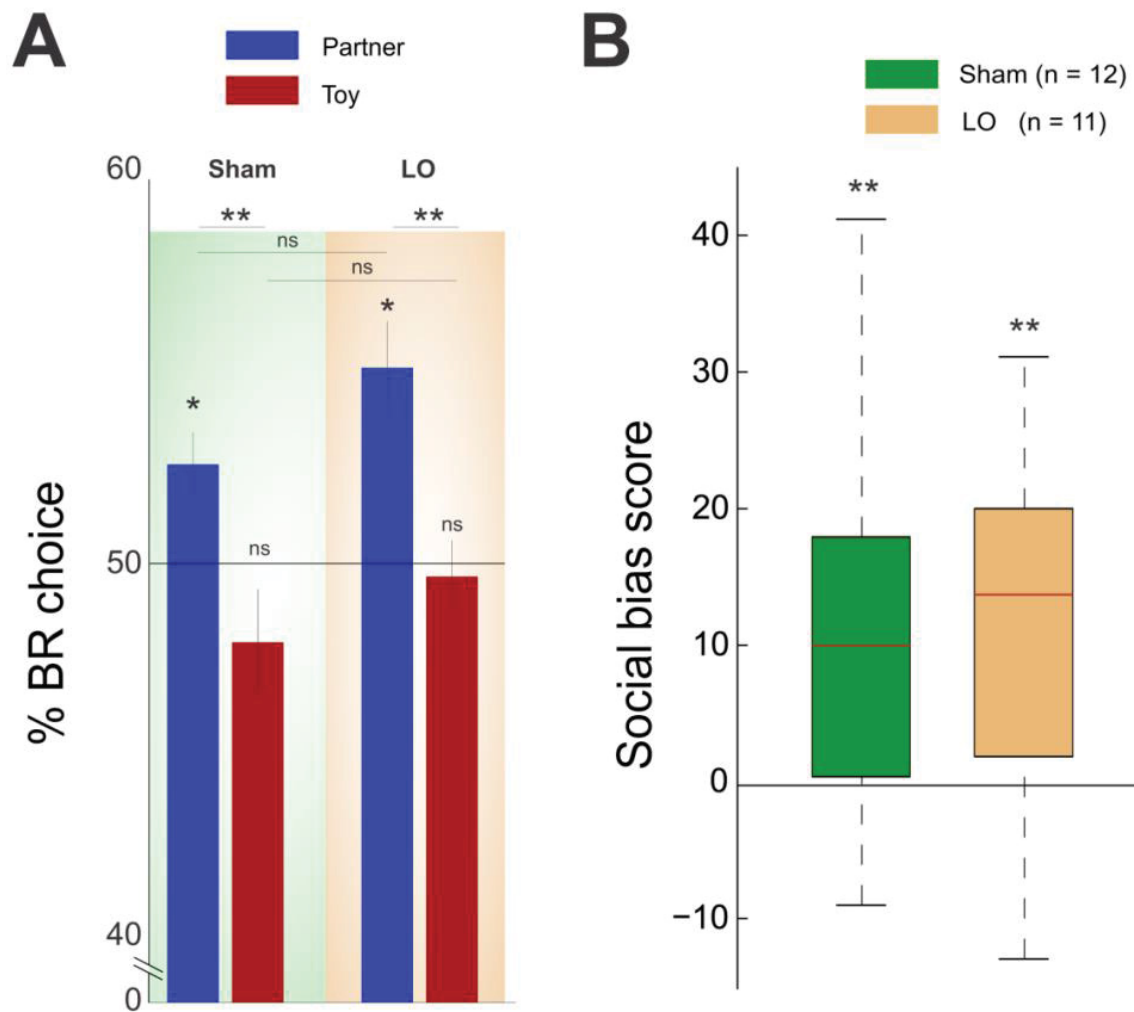 A
Partner
Toy
60
Sham
LO
**
**
ns
ns
*
*
ns
ns
50
40
0
% BR choice
B
Sham (n = 12)
LO (n = 11)
**
**
40
30
20
10
0
−10
Social bias score